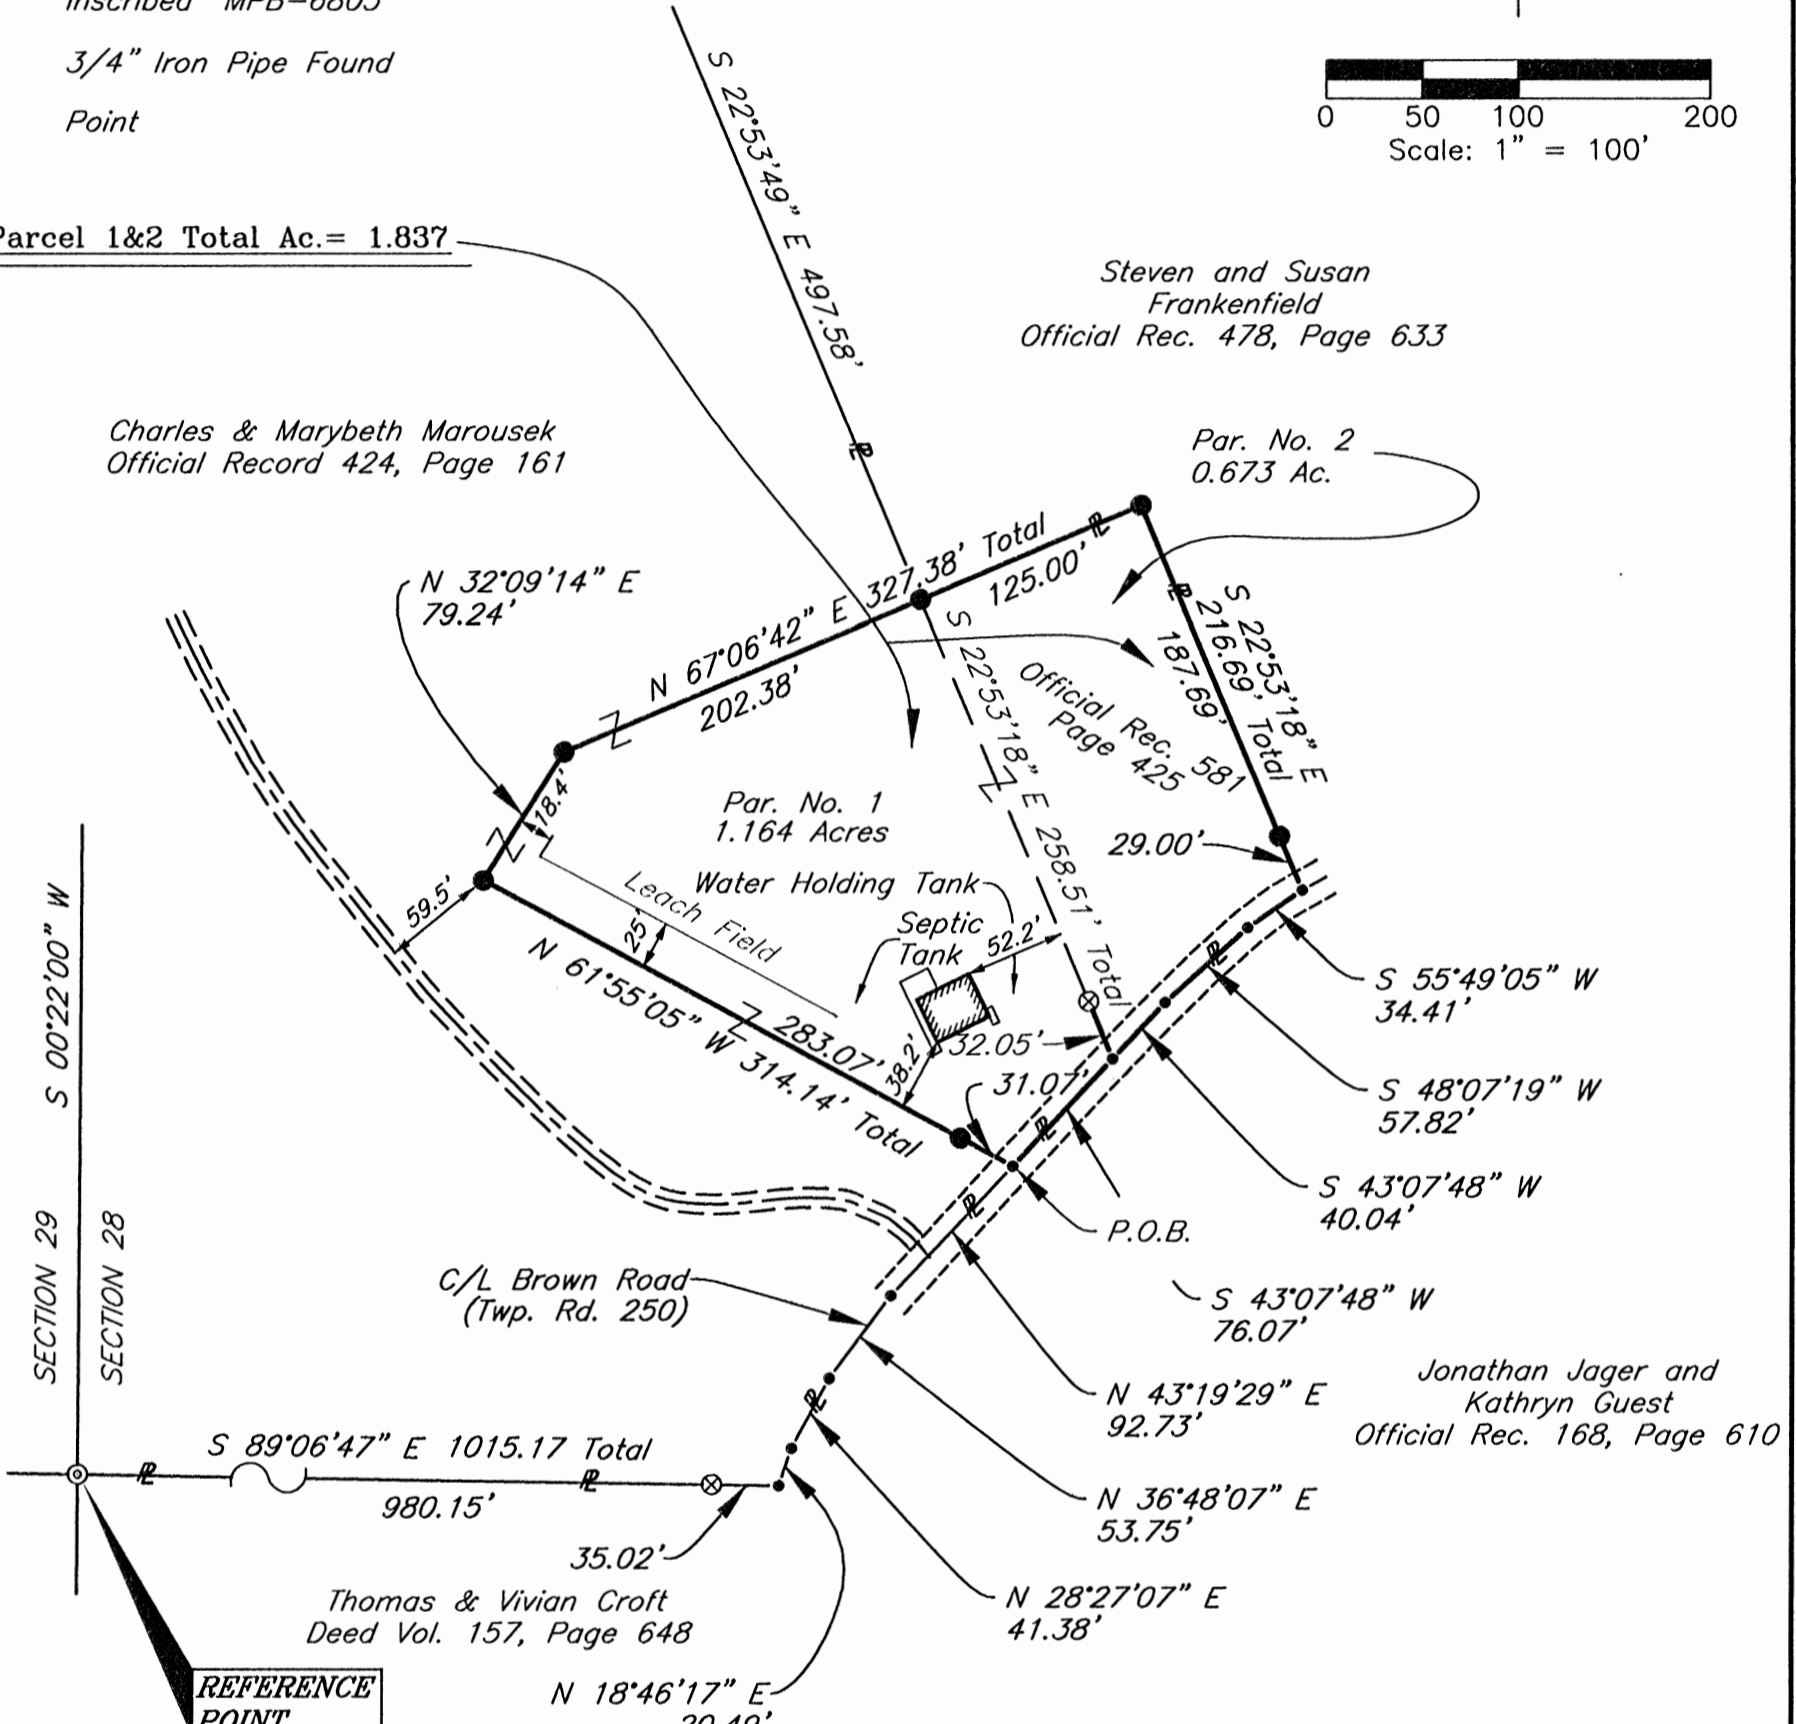 Inscribed "MPB-6803"
3/4" Iron Pipe Found
Point
0 50 100 200
Scale: 1" = 100'
S 22°53'49" E 497.58'
Parcel 1&2 Total Ac.= 1.837
Steven and Susan
Frankenfield
Official Rec. 478, Page 633
Charles & Marybeth Marousek
Official Record 424, Page 161
Par. No. 2
0.673 Ac.
N 32°09'14" E
79.24'
N 67°06'42" E 327.38' Total
202.38'
125.00'
S 22°53'18" E
216.69' Total
187.69'
S 22°53'18" E 258.51' Total
Official Rec. 581
Page 425
18.4'
Par. No. 1
1.164 Acres
29.00'
Water Holding Tank
Leach Field
Septic
Tank
52.2'
59.5'
25'
N 61°55'05" W 314.14' Total
283.07'
38.2'
32.05'
31.07'
S 55°49'05" W
34.41'
S 48°07'19" W
57.82'
S 43°07'48" W
40.04'
P.O.B.
S 43°07'48" W
76.07'
S 00°22'00" W
SECTION 29
SECTION 28
C/L Brown Road
(Twp. Rd. 250)
N 43°19'29" E
92.73'
Jonathan Jager and
Kathryn Guest
Official Rec. 168, Page 610
S 89°06'47" E 1015.17 Total
980.15'
35.02'
N 36°48'07" E
53.75'
Thomas & Vivian Croft
Deed Vol. 157, Page 648
N 28°27'07" E
41.38'
REFERENCE
POINT
N 18°46'17" E
20.49'